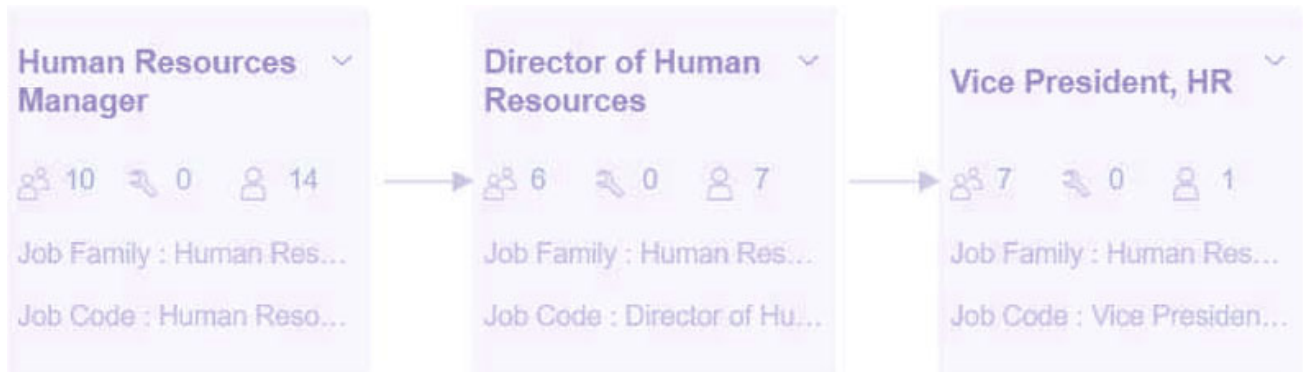 Human Resources
Manager
10 0 14
Job Family : Human Res...
Job Code : Human Reso...
Director of Human
Resources
6 0 7
Job Family : Human Res...
Job Code : Director of Hu...
Vice President, HR
7 0 1
Job Family : Human Res...
Job Code : Vice Presiden...